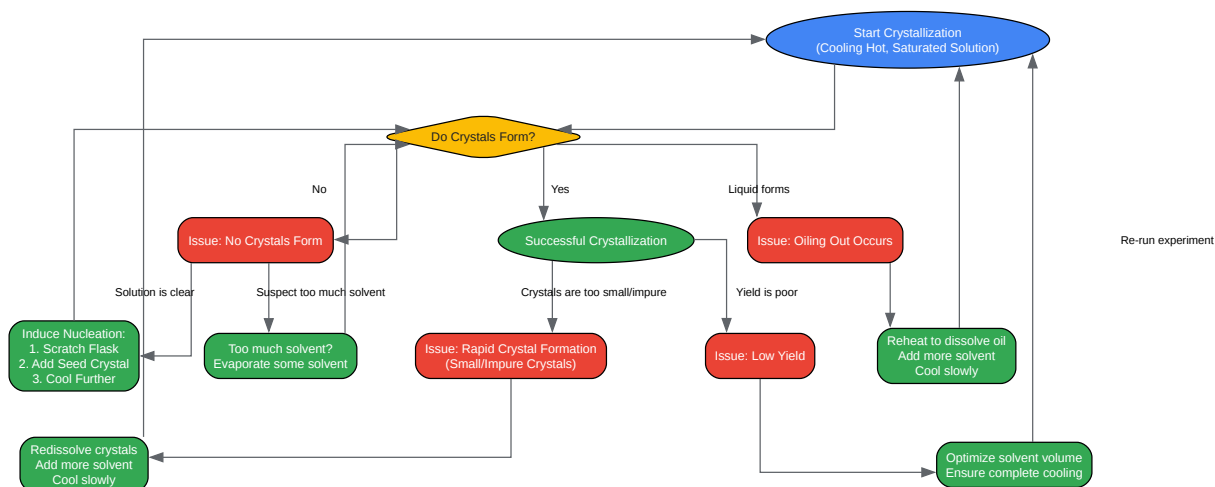 Start Crystallization
(Cooling Hot, Saturated Solution)
Do Crystals Form?
No
Yes
Liquid forms
Issue: No Crystals Form
Successful Crystallization
Issue: Oiling Out Occurs
Re-run experiment
Solution is clear
Suspect too much solvent
Crystals are too small/impure
Yield is poor
Induce Nucleation:
1. Scratch Flask
2. Add Seed Crystal
3. Cool Further
Too much solvent?
Evaporate some solvent
Issue: Rapid Crystal Formation
(Small/Impure Crystals)
Issue: Low Yield
Reheat to dissolve oil
Add more solvent
Cool slowly
Redissolve crystals
Add more solvent
Cool slowly
Optimize solvent volume
Ensure complete cooling